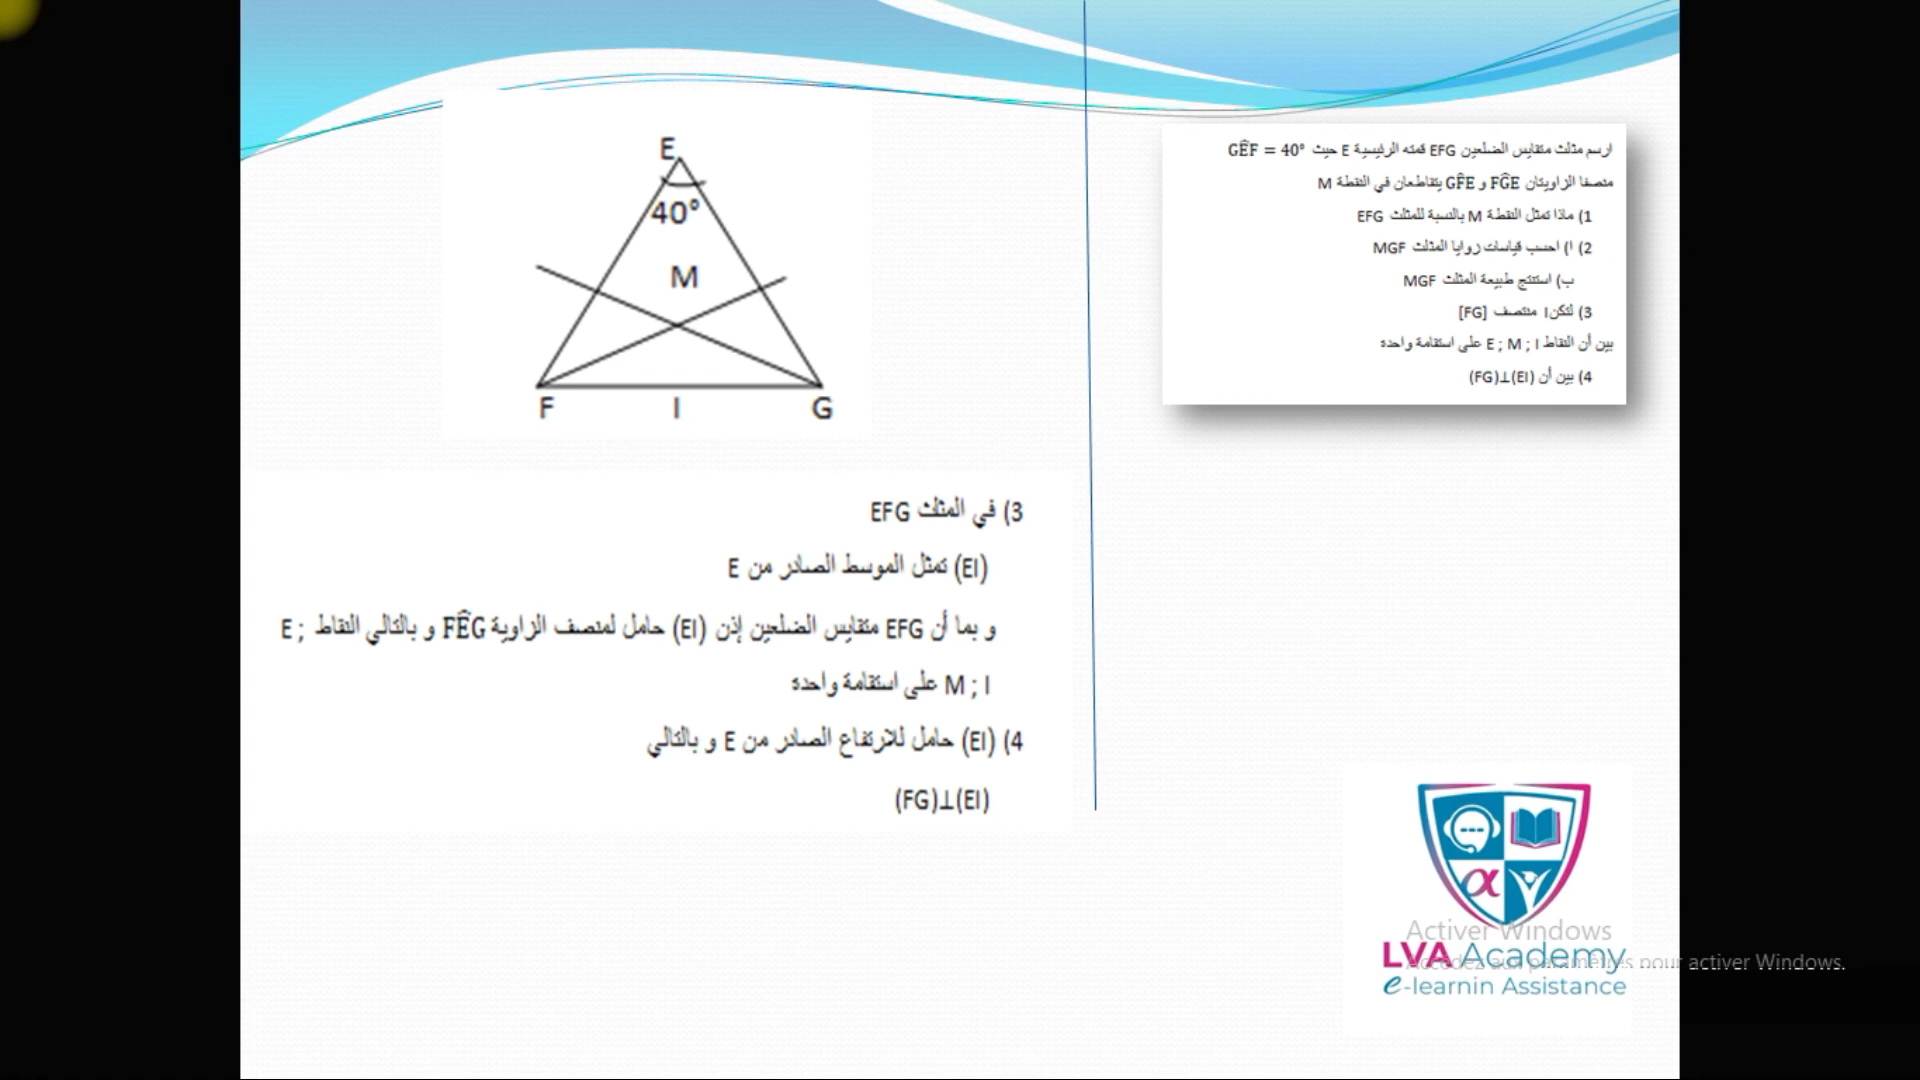 ارسم مثلث متقايس الضلعين EFG قمته الرئيسية E حيث GÊF = 40°
منصفا الزاويتان FĜE و GF̂E يتقاطعان في النقطة M
1) ماذا تمثل النقطة M بالنسبة للمثلث EFG
2) ا) احسب قياسات زوايا المثلث MGF
ب) استنتج طبيعة المثلث MGF
3) لتكن I منتصف [FG]
بين أن النقاط E ; M ; I على استقامة واحدة
4) بين أن (FG)⊥(EI)
E
40°
M
F I G
3) في المثلث EFG
(EI) تمثل الموسط الصادر من E
و بما أن EFG متقايس الضلعين إذن (EI) حامل لمنصف الزاوية FÊG و بالتالي النقاط E ;
M ; I على استقامة واحدة
4) (EI) حامل للارتفاع الصادر من E و بالتالي
(FG)⊥(EI)
α
Activer Windows
LVA Academy
Accédez aux paramètres pour activer Windows.
e-learnin Assistance